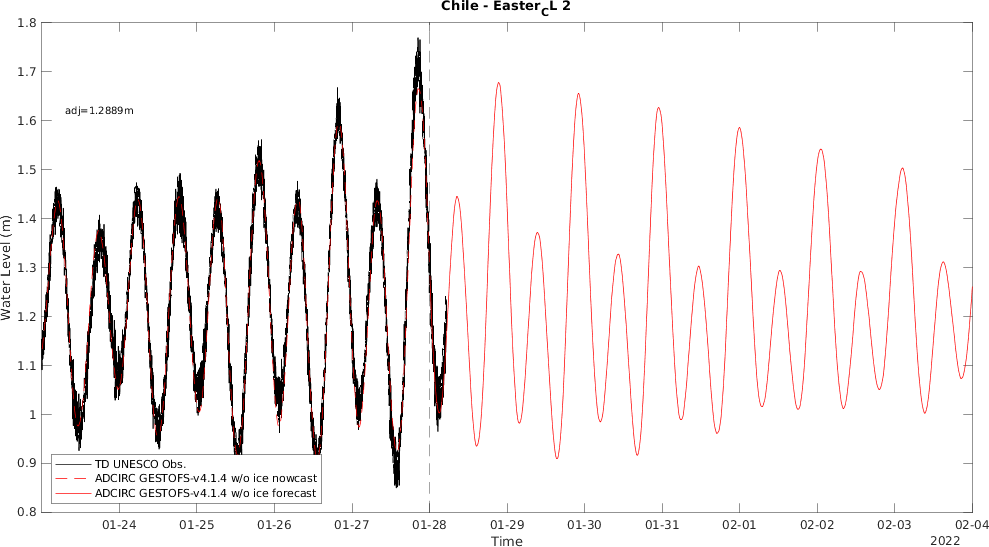 Chile - Easter_CL 2
1.8
1.7
1.6
1.5
1.4
1.3
1.2
1.1
1
0.9
0.8
Water Level (m)
adj=1.2889m
TD UNESCO Obs.
ADCIRC GESTOFS-v4.1.4 w/o ice nowcast
ADCIRC GESTOFS-v4.1.4 w/o ice forecast
01-24 01-25 01-26 01-27 01-28 01-29 01-30 01-31 02-01 02-02 02-03 02-04
Time
2022